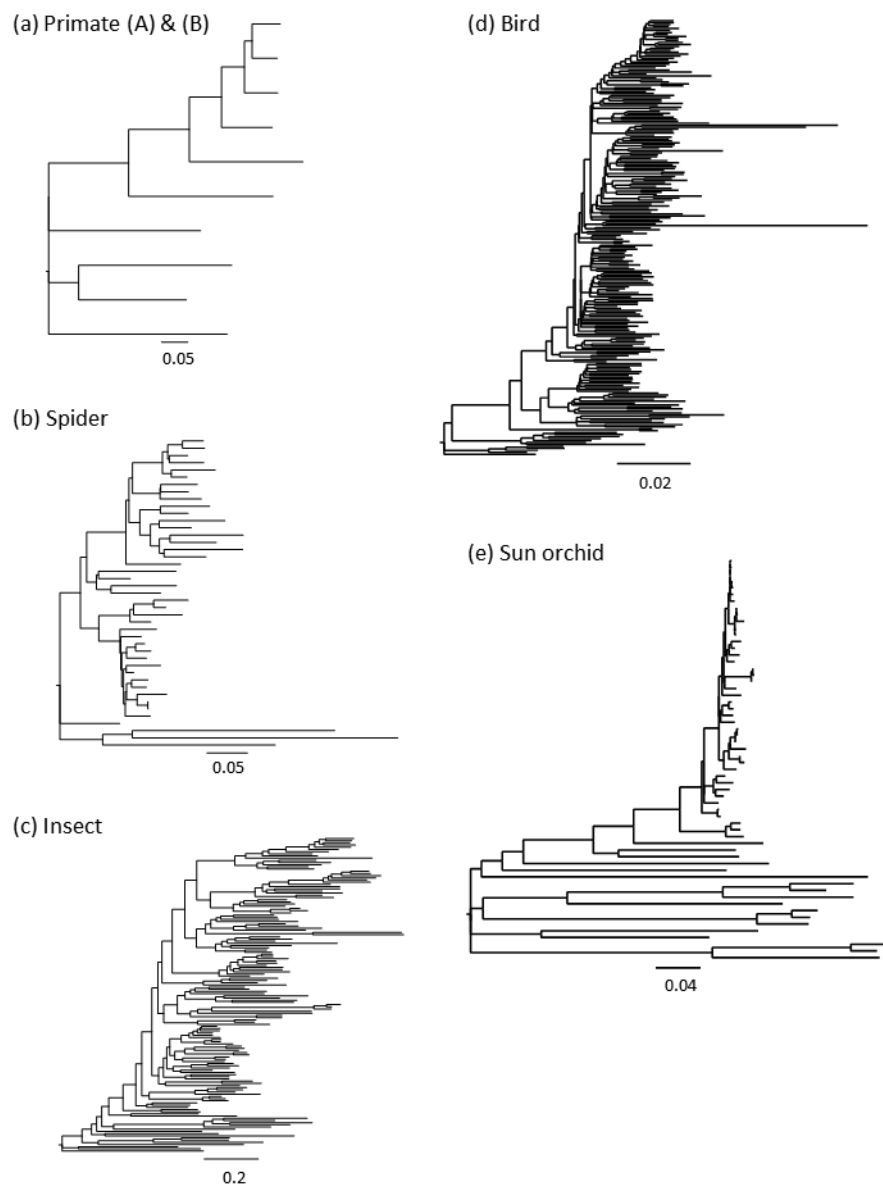 (a) Primate (A) & (B)
0.05
(b) Spider
0.05
(c) Insect
0.2
(d) Bird
0.02
(e) Sun orchid
0.04